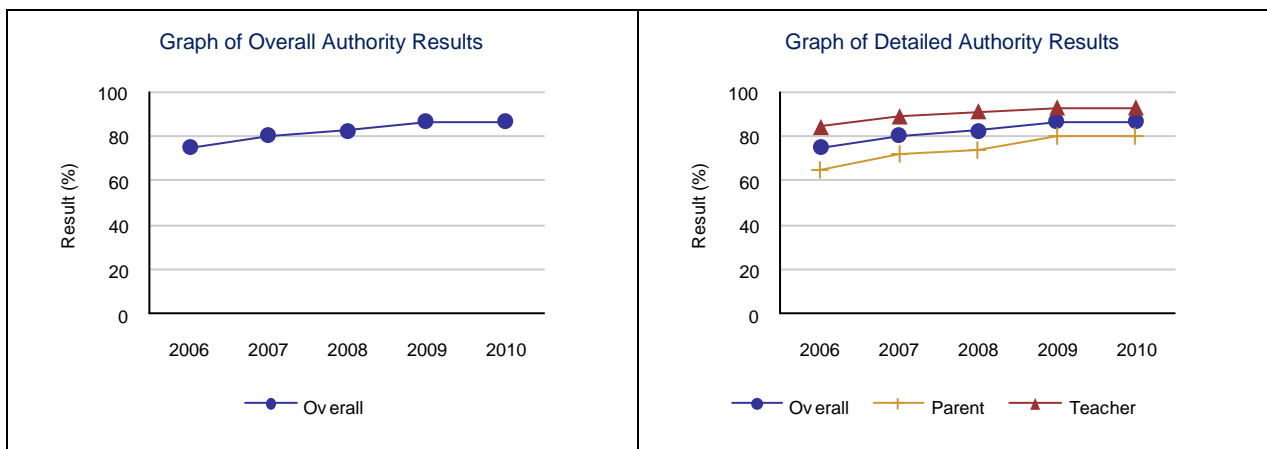 Graph of Overall Authority Results
100
80
60
40
20
0
Result (%)
2006 2007 2008 2009 2010
Overall
Graph of Detailed Authority Results
100
80
60
40
20
0
Result (%)
2006 2007 2008 2009 2010
Overall Parent Teacher